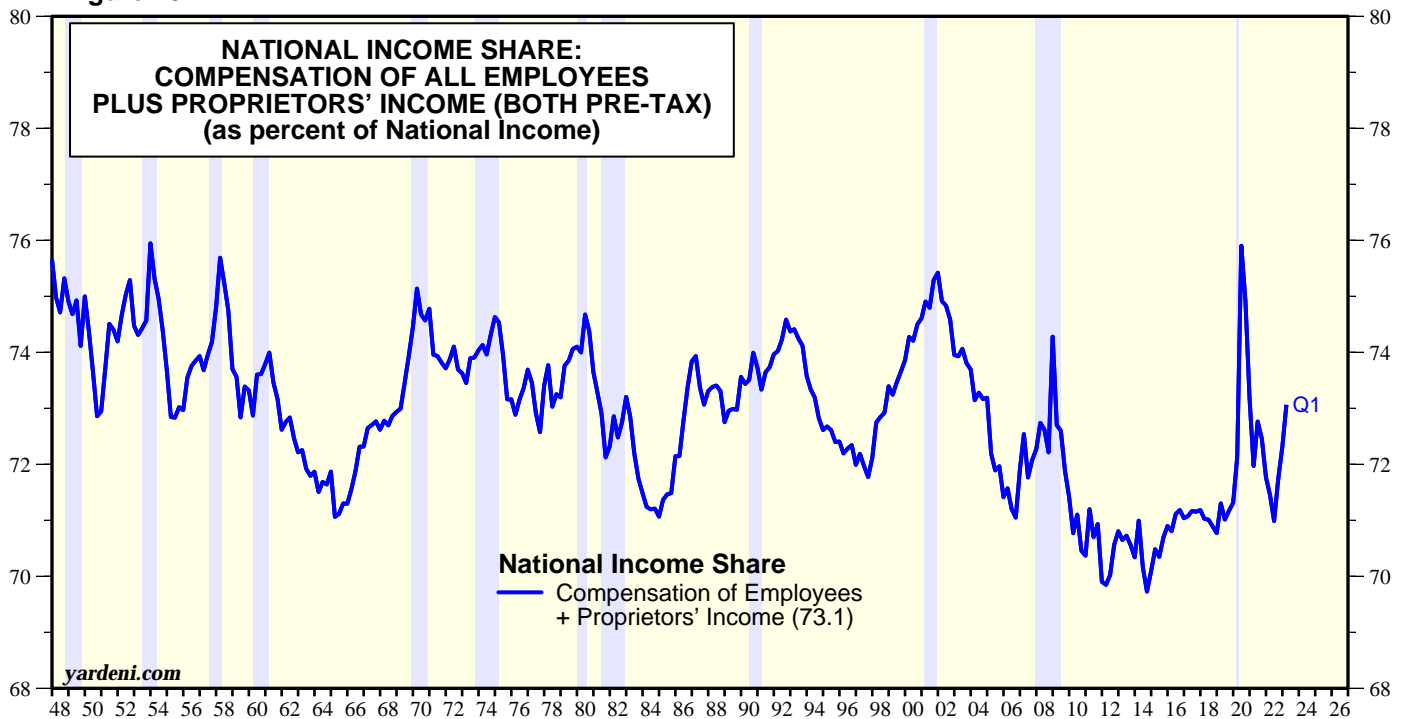 80
80
NATIONAL INCOME SHARE:
COMPENSATION OF ALL EMPLOYEES
PLUS PROPRIETORS’ INCOME (BOTH PRE-TAX)
(as percent of National Income)
78
78
76
76
74
74
Q1
72
72
National Income Share
Compensation of Employees
+ Proprietors’ Income (73.1)
70
70
yardeni.com
68
68
48 50 52 54 56 58 60 62 64 66 68 70 72 74 76 78 80 82 84 86 88 90 92 94 96 98 00 02 04 06 08 10 12 14 16 18 20 22 24 26